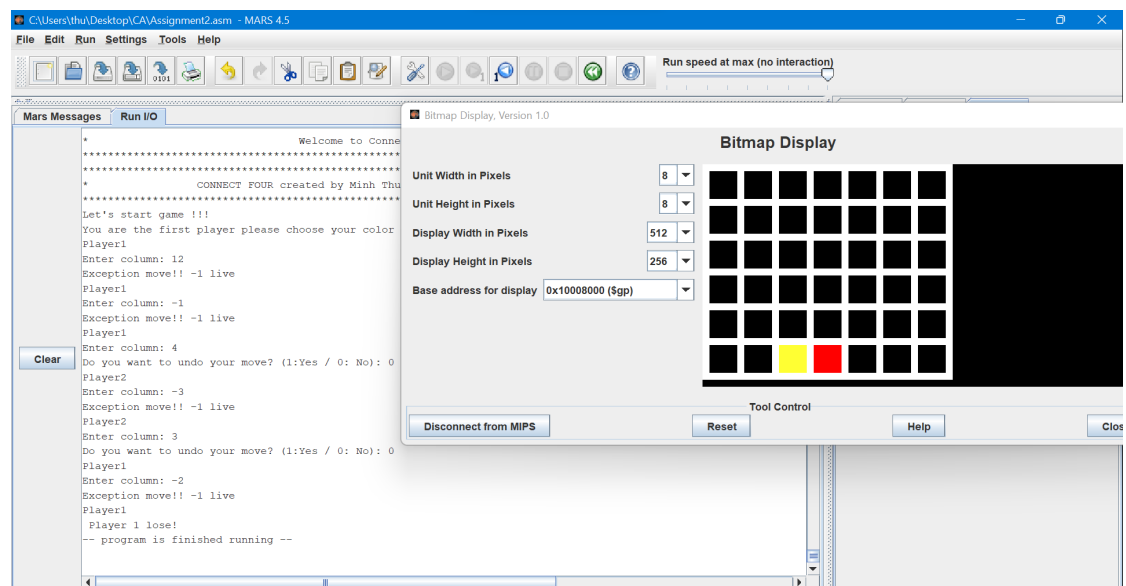 C:\Users\thu\Desktop\CA\Assignment2.asm - MARS 4.5
File Edit Run Settings Tools Help
Run speed at max (no interaction)
Mars Messages Run I/O
* Welcome to Conne
****************************************************
****************************************************
* CONNECT FOUR created by Minh Thu
****************************************************
Let's start game !!!
You are the first player please choose your color
Player1
Enter column: 12
Exception move!! -1 live
Player1
Enter column: -1
Exception move!! -1 live
Player1
Enter column: 4
Do you want to undo your move? (1:Yes / 0: No): 0
Player2
Enter column: -3
Exception move!! -1 live
Player2
Enter column: 3
Do you want to undo your move? (1:Yes / 0: No): 0
Player1
Enter column: -2
Exception move!! -1 live
Player1
Player 1 lose!
-- program is finished running --
Clear
Bitmap Display, Version 1.0
Bitmap Display
Unit Width in Pixels 8
Unit Height in Pixels 8
Display Width in Pixels 512
Display Height in Pixels 256
Base address for display 0x10008000 ($gp)
Tool Control
Disconnect from MIPS Reset Help Clos